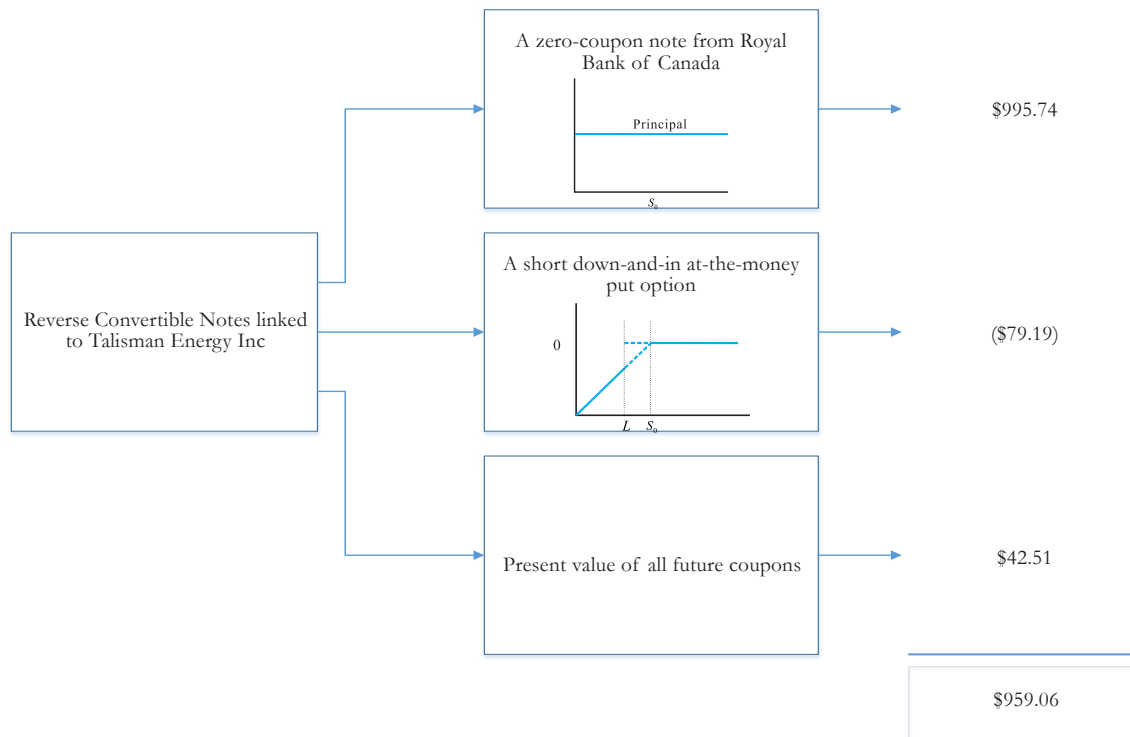 A zero-coupon note from Royal
Bank of Canada
Principal
S₀
$995.74
Reverse Convertible Notes linked
to Talisman Energy Inc
A short down-and-in at-the-money
put option
0
L S₀
($79.19)
Present value of all future coupons
$42.51
$959.06